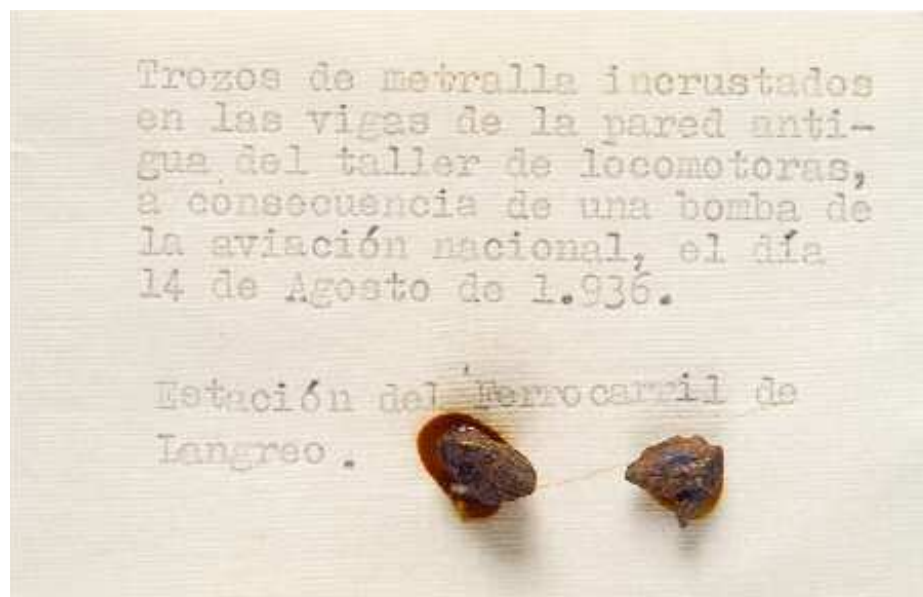 Trozos de metralla incrustados
en las vigas de la pared anti-
gua del taller de locomotoras,
a consecuencia de una bomba de
la aviación nacional, el día
14 de Agosto de 1.936.
Estación del Ferrocarril de
Langreo.